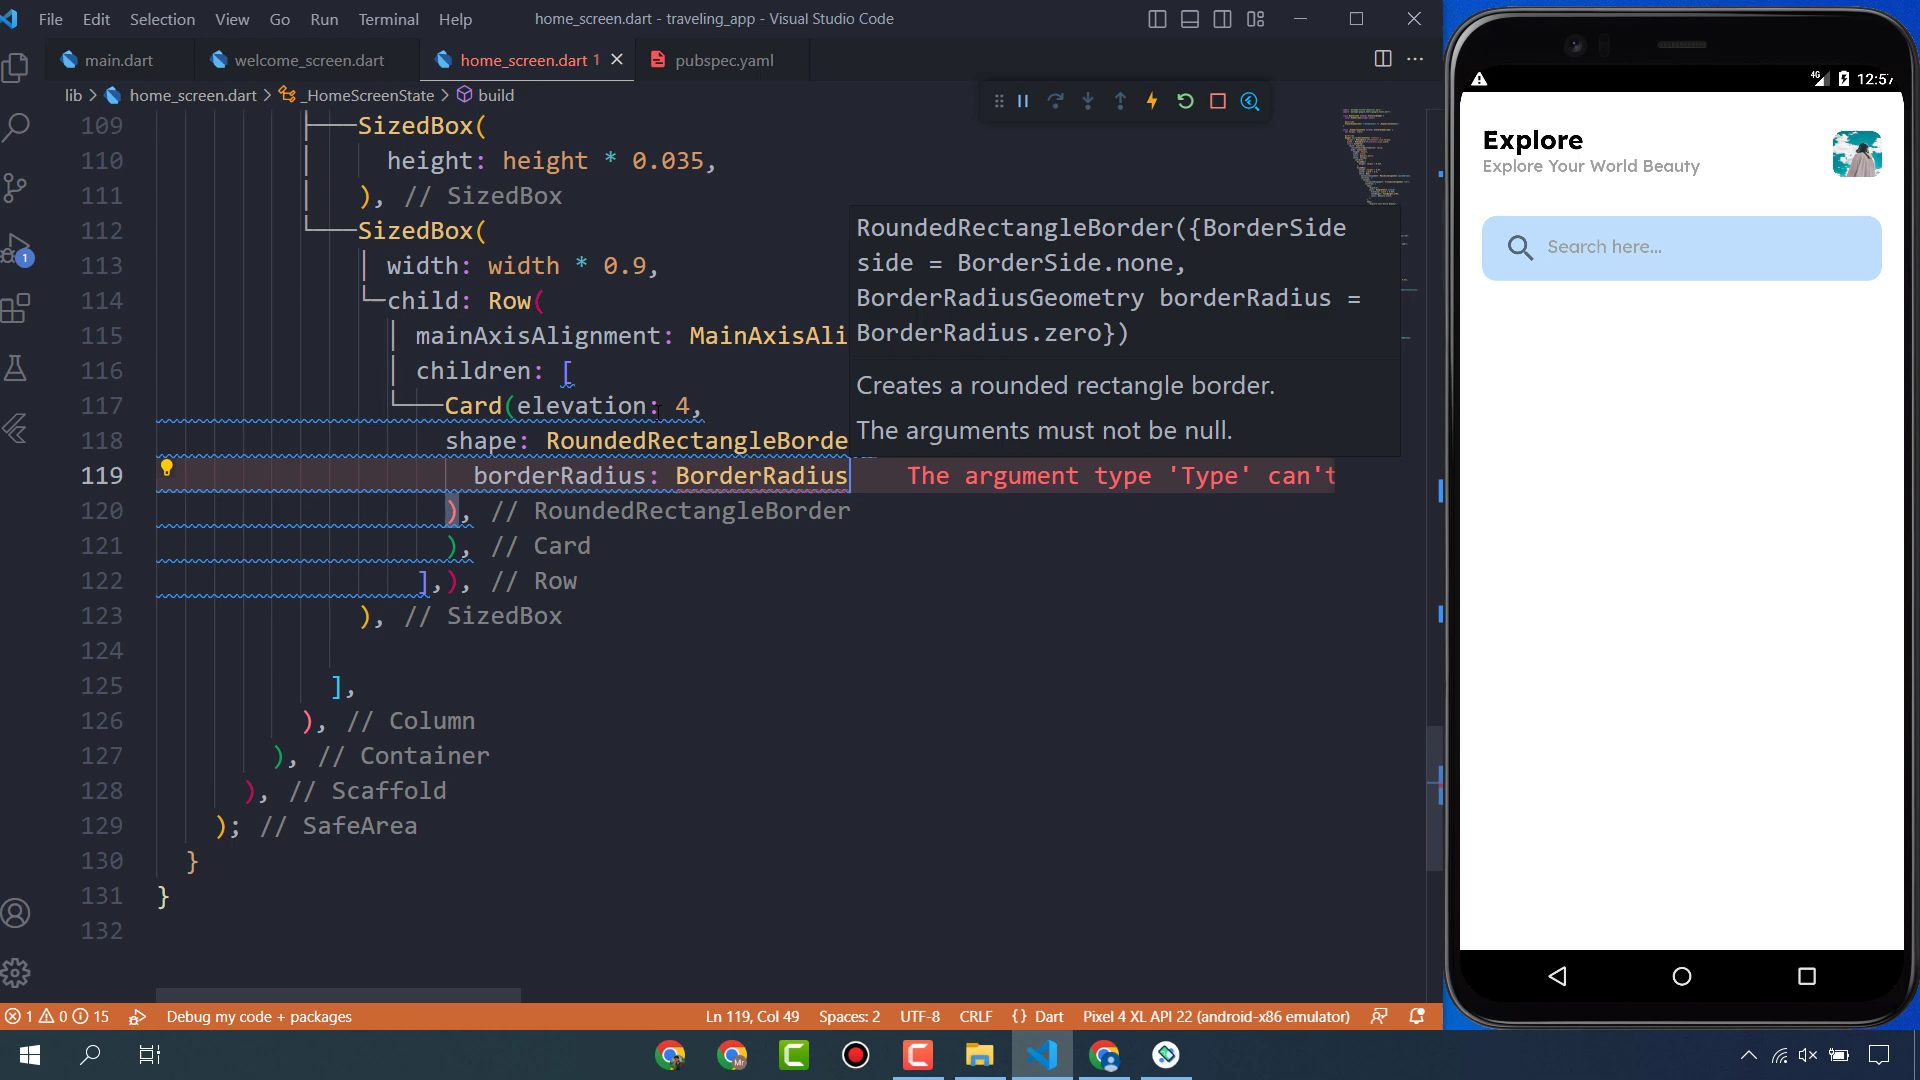 File Edit Selection View Go Run Terminal Help
home_screen.dart - traveling_app - Visual Studio Code
main.dart
welcome_screen.dart
home_screen.dart 1
pubspec.yaml
lib > home_screen.dart > _HomeScreenState > build
109 SizedBox(
110 height: height * 0.035,
111 ), // SizedBox
112 SizedBox(
113 width: width * 0.9,
114 child: Row(
115 mainAxisAlignment: MainAxisAli
116 children: [
117 Card(elevation: 4,
118 shape: RoundedRectangleBorde
119 borderRadius: BorderRadius The argument type 'Type' can't
120 ), // RoundedRectangleBorder
121 ), // Card
122 ],), // Row
123 ), // SizedBox
124
125 ],
126 ), // Column
127 ), // Container
128 ), // Scaffold
129 ); // SafeArea
130 }
131 }
132
RoundedRectangleBorder({BorderSide
side = BorderSide.none,
BorderRadiusGeometry borderRadius =
BorderRadius.zero})
Creates a rounded rectangle border.
The arguments must not be null.
1
1 0 15 Debug my code + packages
Ln 119, Col 49 Spaces: 2 UTF-8 CRLF {} Dart Pixel 4 XL API 22 (android-x86 emulator)
4G 12:57
Explore
Explore Your World Beauty
Search here...